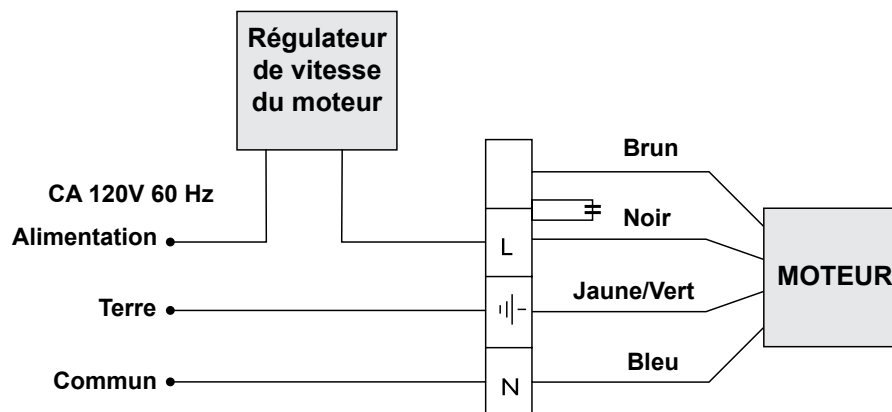 Régulateur
de vitesse
du moteur
Brun
CA 120V 60 Hz
Noir
Alimentation
L
MOTEUR
Jaune/Vert
Terre
Bleu
Commun
N